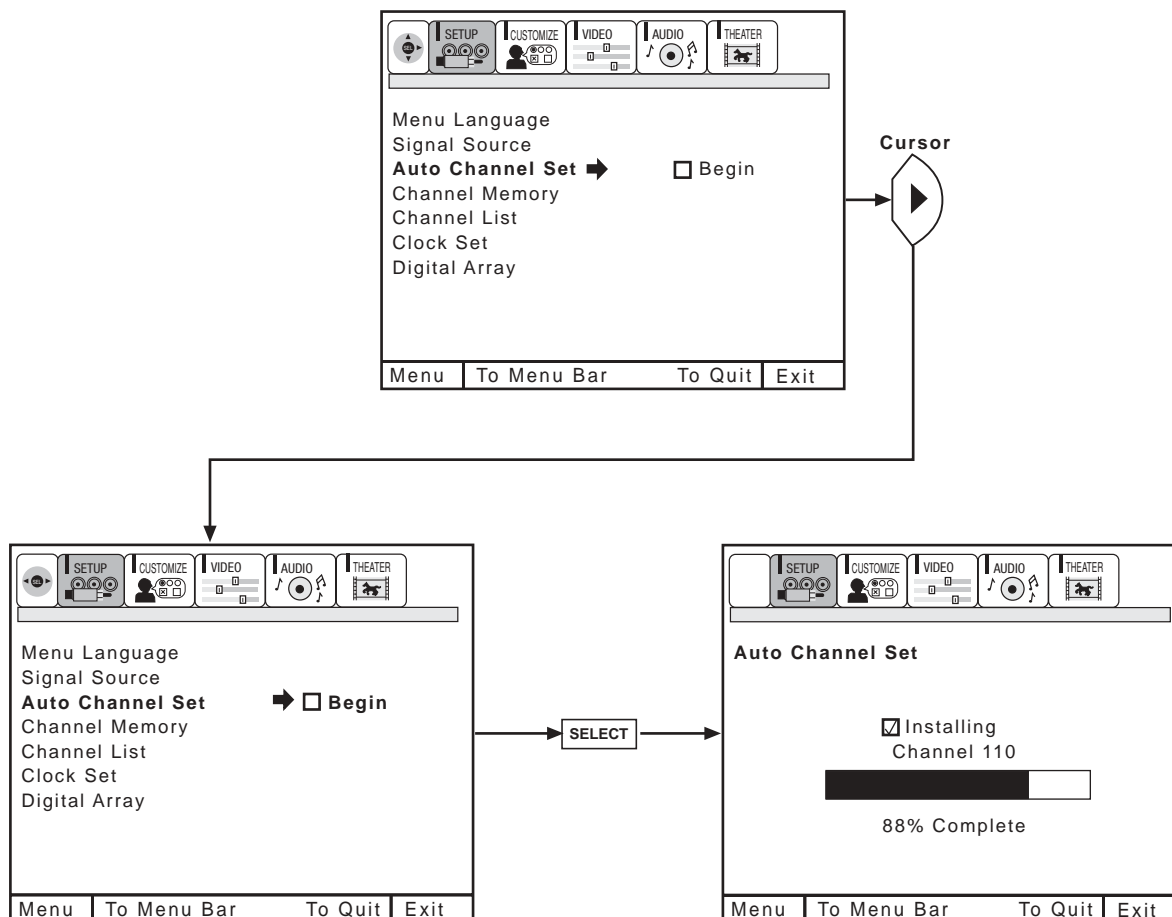 SETUP CUSTOMIZE VIDEO AUDIO THEATER
SEL
Menu Language
Signal Source
Auto Channel Set Begin
Channel Memory
Channel List
Clock Set
Digital Array
Menu To Menu Bar To Quit Exit
Cursor
SETUP CUSTOMIZE VIDEO AUDIO THEATER
SEL
Menu Language
Signal Source
Auto Channel Set Begin
Channel Memory
Channel List
Clock Set
Digital Array
Menu To Menu Bar To Quit Exit
SELECT
SETUP CUSTOMIZE VIDEO AUDIO THEATER
Auto Channel Set
Installing
Channel 110
88% Complete
Menu To Menu Bar To Quit Exit